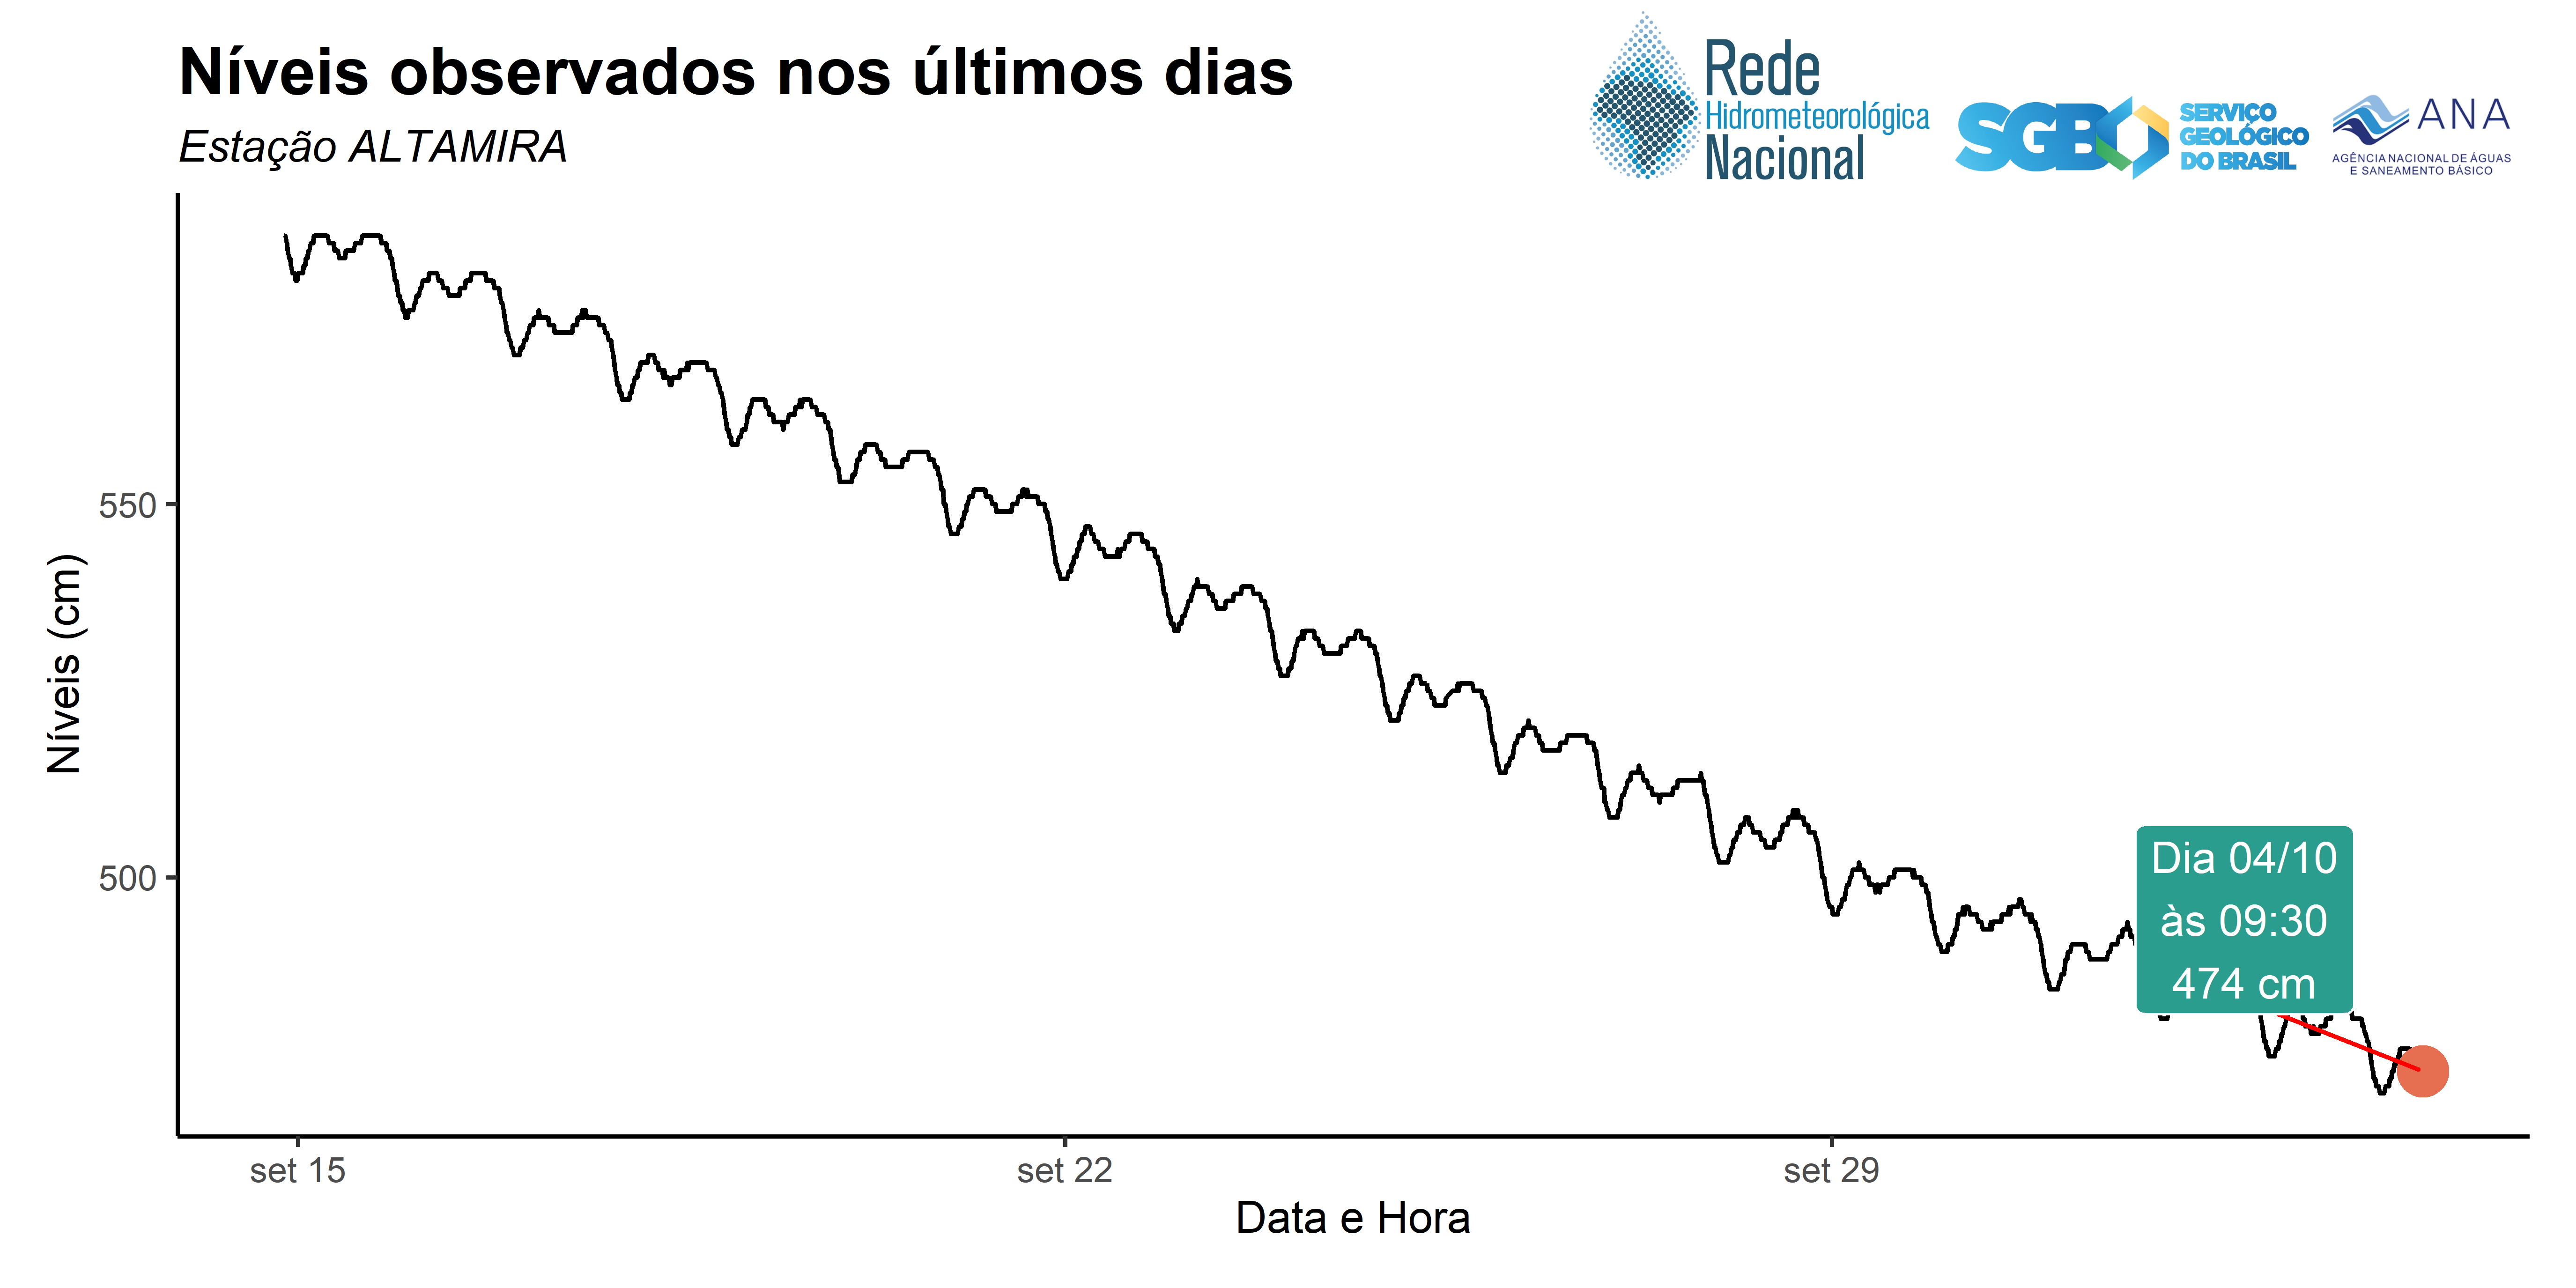 Níveis observados nos últimos dias
Estação ALTAMIRA
Rede
Hidrometeorológica
Nacional
SGB
SERVIÇO
GEOLÓGICO
DO BRASIL
ANA
AGÊNCIA NACIONAL DE ÁGUAS
E SANEAMENTO BÁSICO
Níveis (cm)
550
500
Dia 04/10
às 09:30
474 cm
set 15
set 22
set 29
Data e Hora